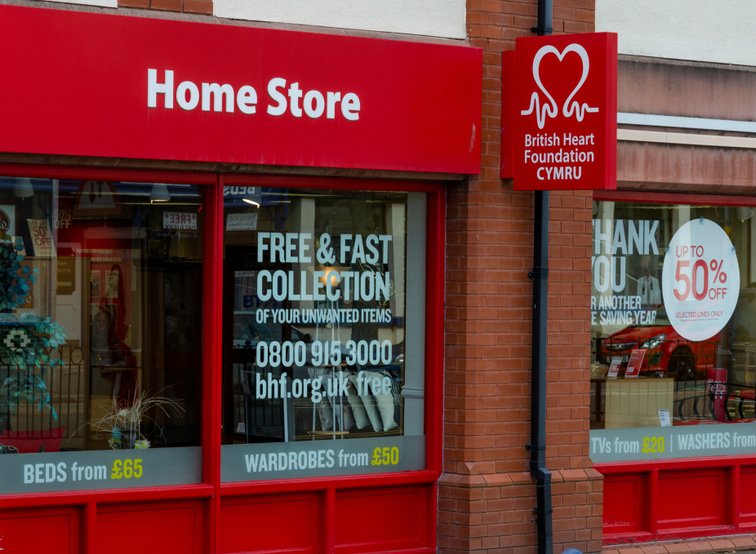 Home Store
British Heart
Foundation
CYMRU
FREE & FAST
COLLECTION
OF YOUR UNWANTED ITEMS
0800 915 3000
bhf.org.uk free
BEDS from £65
WARDROBES from £50
50%
HANK
OU
R ANOTHER
E SAVING YEAR
UP TO
50%
OFF
SELECTED LINES ONLY
TVs from £20 | WASHERS from